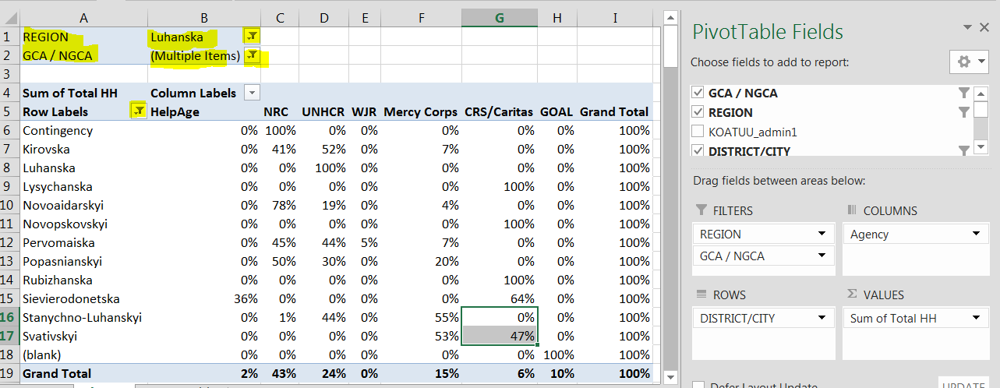 A B C D E F G H I
1 REGION Luhanska
2 GCA / NGCA (Multiple Items)
3
4 Sum of Total HH Column Labels
5 Row Labels HelpAge NRC UNHCR WJR Mercy Corps CRS/Caritas GOAL Grand Total
6 Contingency 0% 100% 0% 0% 0% 0% 0% 100%
7 Kirovska 0% 41% 52% 0% 7% 0% 0% 100%
8 Luhanska 0% 0% 100% 0% 0% 0% 0% 100%
9 Lysychanska 0% 0% 0% 0% 0% 100% 0% 100%
10 Novoaidarskyi 0% 78% 19% 0% 4% 0% 0% 100%
11 Novopskovskyi 0% 0% 0% 0% 0% 100% 0% 100%
12 Pervomaiska 0% 45% 44% 5% 7% 0% 0% 100%
13 Popasnianskyi 0% 50% 30% 0% 20% 0% 0% 100%
14 Rubizhanska 0% 0% 0% 0% 0% 100% 0% 100%
15 Sievierodonetska 36% 0% 0% 0% 0% 64% 0% 100%
16 Stanychno-Luhanskyi 0% 1% 44% 0% 55% 0% 0% 100%
17 Svativskyi 0% 0% 0% 0% 53% 47% 0% 100%
18 (blank) 0% 0% 0% 0% 0% 0% 100% 100%
19 Grand Total 2% 43% 24% 0% 15% 6% 10% 100%
PivotTable Fields
Choose fields to add to report:
GCA / NGCA
REGION
KOATUU_admin1
DISTRICT/CITY
Drag fields between areas below:
FILTERS COLUMNS
REGION Agency
GCA / NGCA
ROWS Σ VALUES
DISTRICT/CITY Sum of Total HH
Defer Layout Update UPDATE